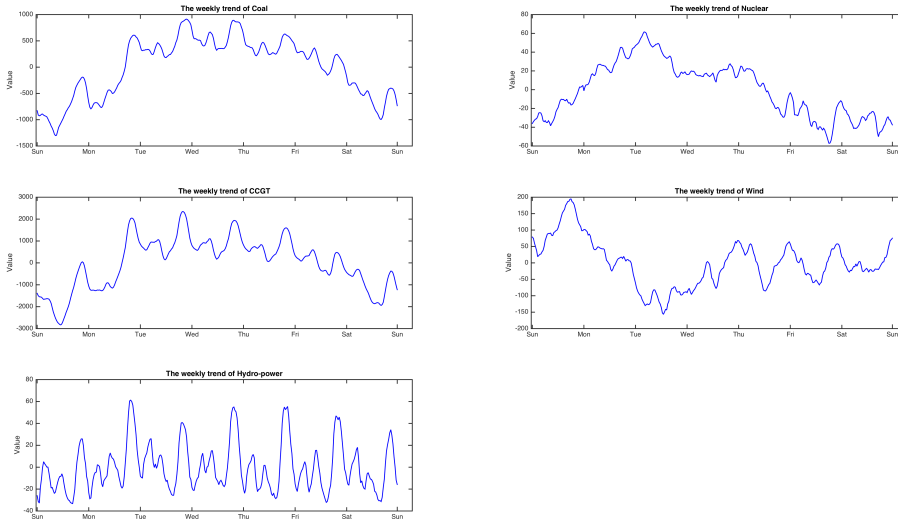 The weekly trend of Coal
1000
500
0
-500
-1000
-1500
Value
Sun Mon Tue Wed Thu Fri Sat Sun
The weekly trend of Nuclear
80
60
40
20
0
-20
-40
-60
Value
Sun Mon Tue Wed Thu Fri Sat Sun
The weekly trend of CCGT
3000
2000
1000
0
-1000
-2000
-3000
Value
Sun Mon Tue Wed Thu Fri Sat Sun
The weekly trend of Wind
200
150
100
50
0
-50
-100
-150
-200
Value
Sun Mon Tue Wed Thu Fri Sat Sun
The weekly trend of Hydro-power
80
60
40
20
0
-20
-40
Value
Sun Mon Tue Wed Thu Fri Sat Sun